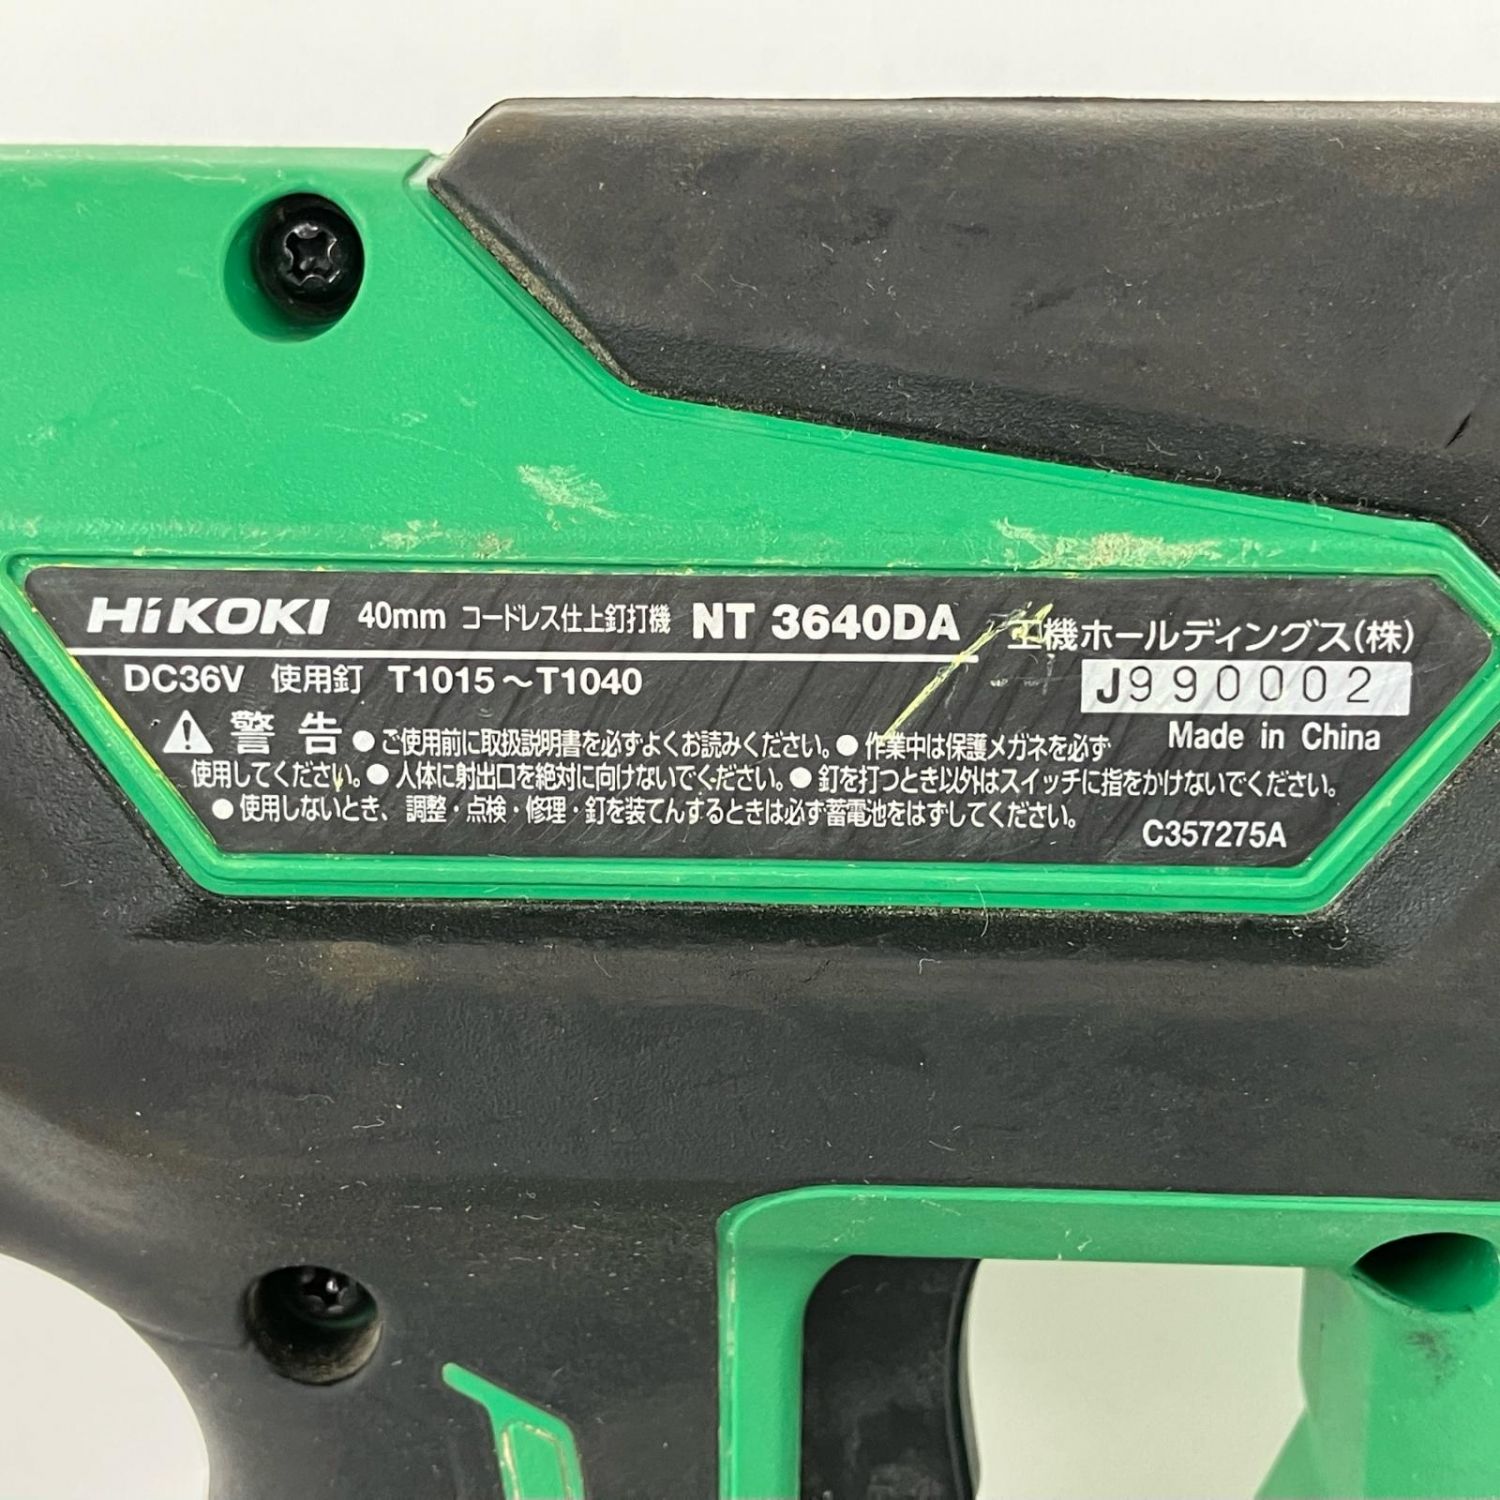 HiKOKI 40mm コードレス仕上釘打機 NT 3640DA 工機ホールディングス(株)
DC36V 使用釘 T1015～T1040 J990002
Made in China
⚠ 警告 ●ご使用前に取扱説明書を必ずよくお読みください。●作業中は保護メガネを必ず
使用してください。●人体に射出口を絶対に向けないでください。●釘を打つとき以外はスイッチに指をかけないでください。
●使用しないとき、調整・点検・修理・釘を装てんするときは必ず蓄電池をはずしてください。
C357275A